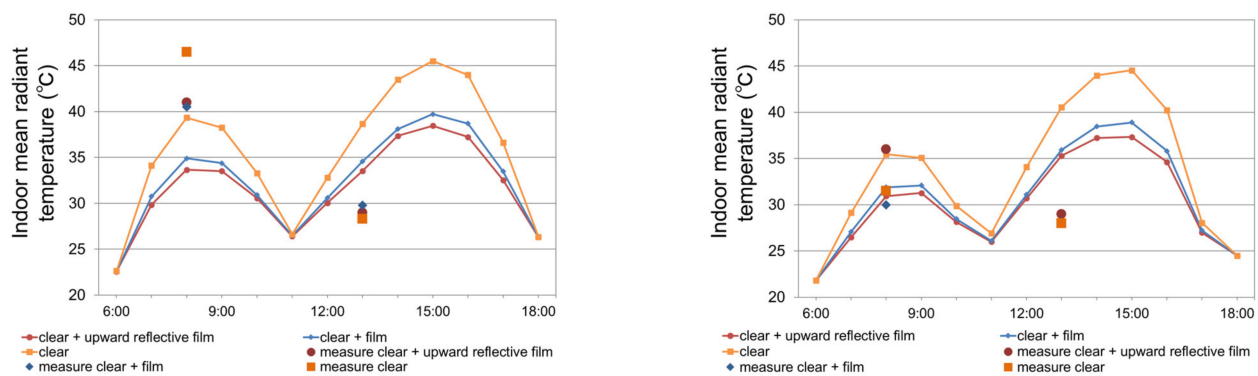 Indoor mean radiant
temperature (℃)
50
45
40
35
30
25
20
6:00 9:00 12:00 15:00 18:00
clear + upward reflective film
clear + film
clear
measure clear + upward reflective film
measure clear + film
measure clear
Indoor mean radiant
temperature (℃)
50
45
40
35
30
25
20
6:00 9:00 12:00 15:00 18:00
clear + upward reflective film
clear + film
clear
measure clear + upward reflective film
measure clear + film
measure clear